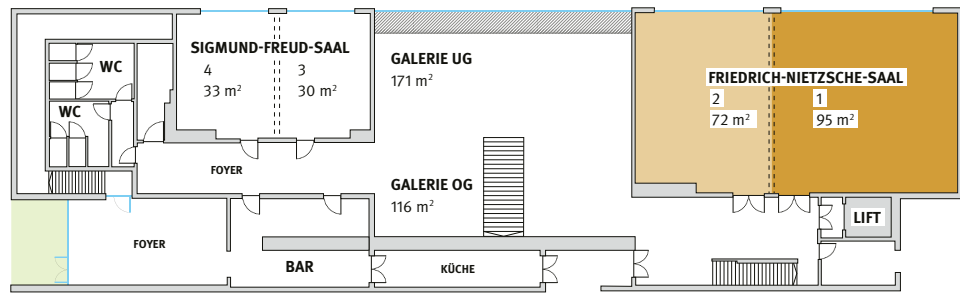 SIGMUND-FREUD-SAAL
4 3
33 m² 30 m²
WC
WC
FOYER
GALERIE UG
171 m²
FRIEDRICH-NIETZSCHE-SAAL
2 1
72 m² 95 m²
GALERIE OG
116 m²
LIFT
FOYER
BAR
KÜCHE